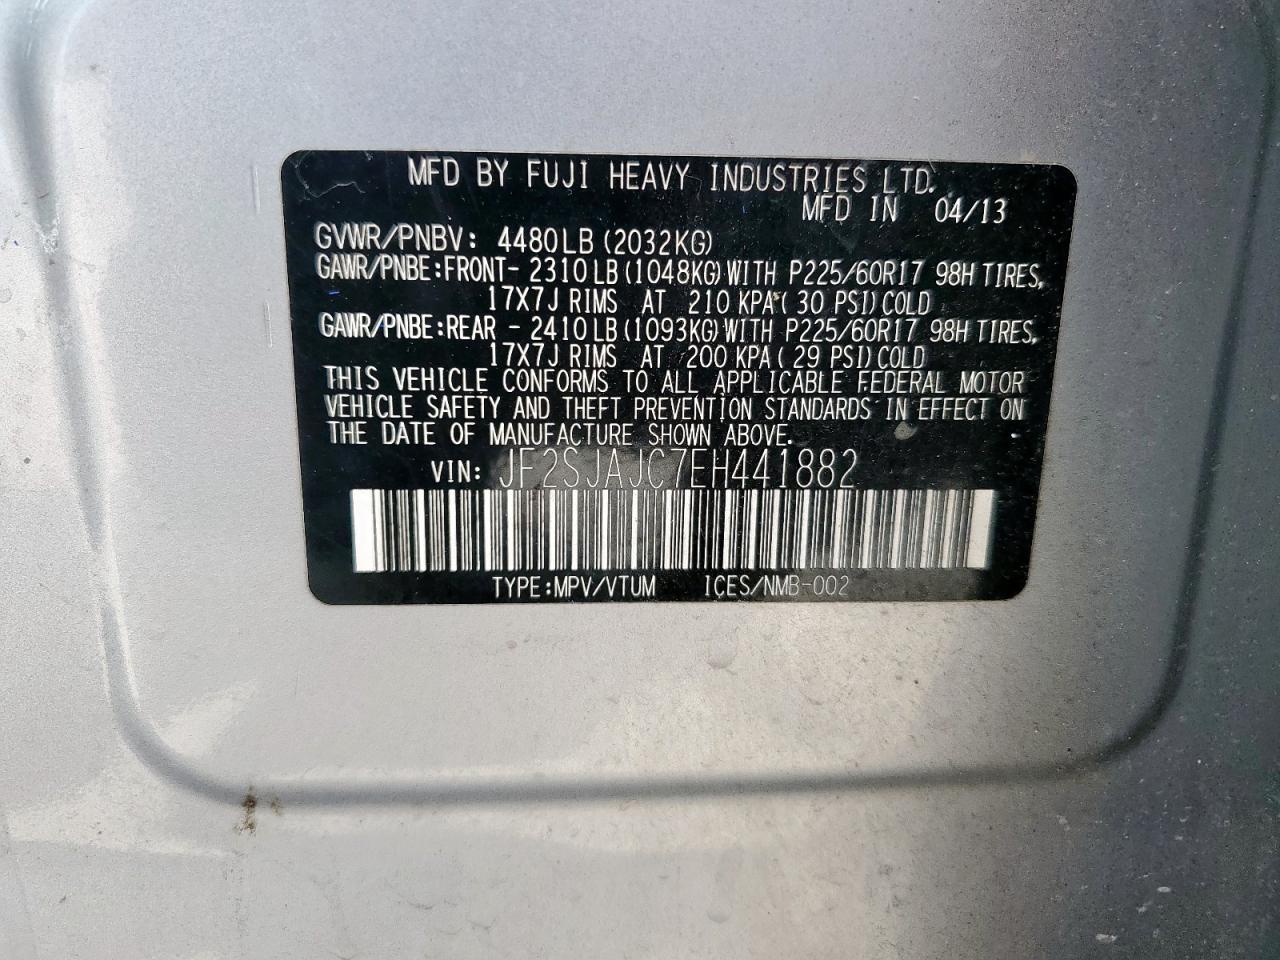 MFD BY FUJI HEAVY INDUSTRIES LTD.
MFD IN 04/13
GVWR/PNBV: 4480LB (2032KG)
GAWR/PNBE:FRONT- 2310LB(1048KG)WITH P225/60R17 98H TIRES,
17X7J RIMS AT 210 KPA( 30 PSI)COLD
GAWR/PNBE:REAR - 2410LB(1093KG)WITH P225/60R17 98H TIRES,
17X7J RIMS AT 200 KPA( 29 PSI)COLD
THIS VEHICLE CONFORMS TO ALL APPLICABLE FEDERAL MOTOR
VEHICLE SAFETY AND THEFT PREVENTION STANDARDS IN EFFECT ON
THE DATE OF MANUFACTURE SHOWN ABOVE.
VIN: JF2SJAJC7EH441882
TYPE:MPV/VTUM ICES/NMB-002